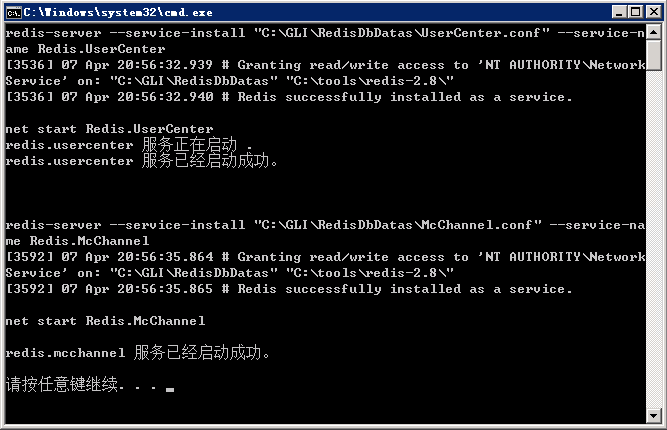 C:\Windows\system32\cmd.exe
redis-server --service-install "C:\GLI\RedisDbDatas\UserCenter.conf" --service-n
ame Redis.UserCenter
[3536] 07 Apr 20:56:32.939 # Granting read/write access to 'NT AUTHORITY\Network
Service' on: "C:\GLI\RedisDbDatas" "C:\tools\redis-2.8\"
[3536] 07 Apr 20:56:32.940 # Redis successfully installed as a service.
net start Redis.UserCenter
redis.usercenter 服务正在启动 .
redis.usercenter 服务已经启动成功。
redis-server --service-install "C:\GLI\RedisDbDatas\McChannel.conf" --service-na
me Redis.McChannel
[3592] 07 Apr 20:56:35.864 # Granting read/write access to 'NT AUTHORITY\Network
Service' on: "C:\GLI\RedisDbDatas" "C:\tools\redis-2.8\"
[3592] 07 Apr 20:56:35.865 # Redis successfully installed as a service.
net start Redis.McChannel
redis.mcchannel 服务已经启动成功。
请按任意键继续. . .